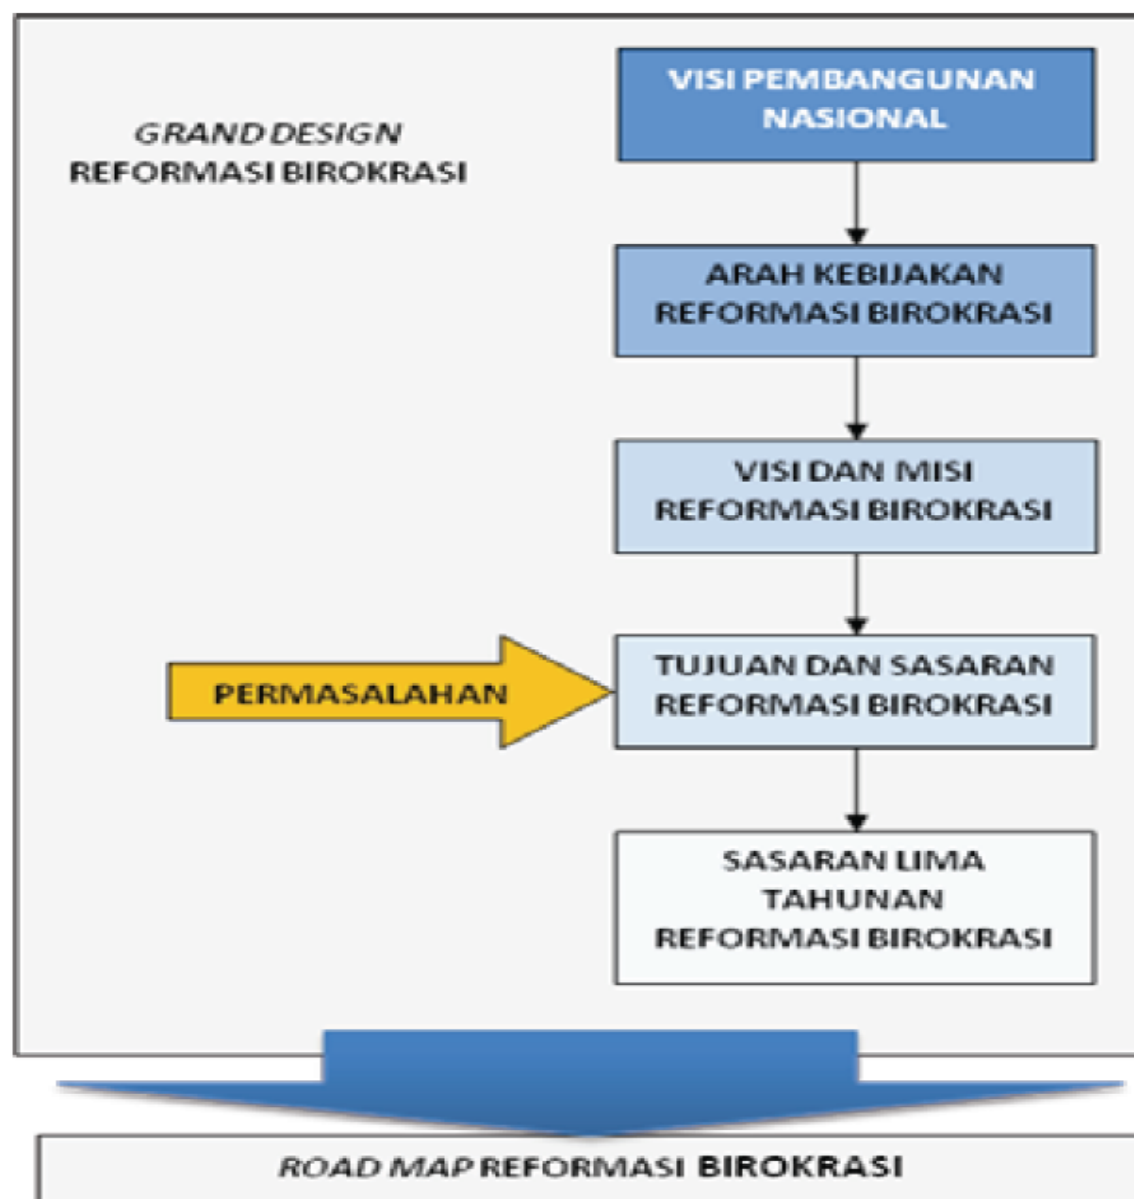 GRAND DESIGN
REFORMASI BIROKRASI
VISI PEMBANGUNAN
NASIONAL
ARAH KEBIJAKAN
REFORMASI BIROKRASI
VISI DAN MISI
REFORMASI BIROKRASI
PERMASALAHAN
TUJUAN DAN SASARAN
REFORMASI BIROKRASI
SASARAN LIMA
TAHUNAN
REFORMASI BIROKRASI
ROAD MAP REFORMASI BIROKRASI